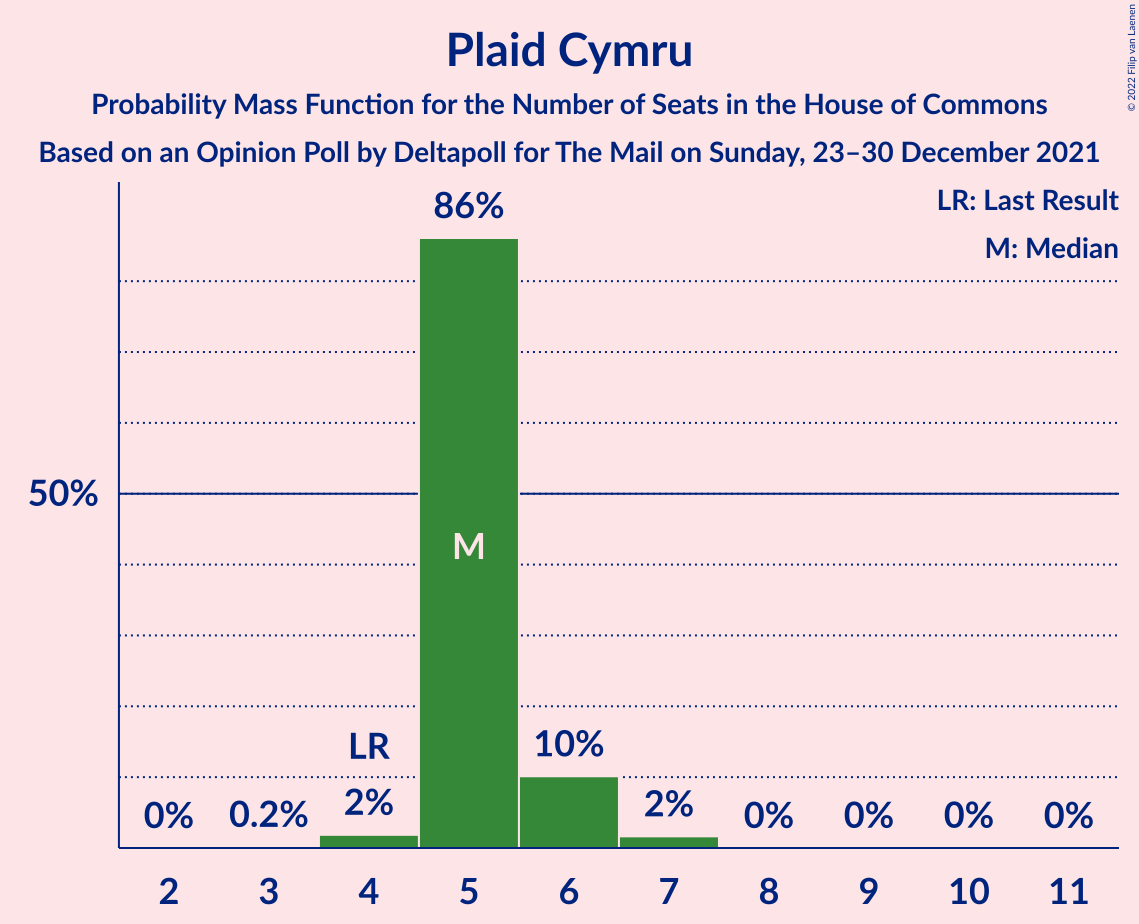 Plaid Cymru
Probability Mass Function for the Number of Seats in the House of Commons
Based on an Opinion Poll by Deltapoll for The Mail on Sunday, 23–30 December 2021
© 2022 Filip van Laenen
LR: Last Result
M: Median
86%
50%
M
LR
10%
0%
0.2%
2%
2%
0%
0%
0%
0%
2
3
4
5
6
7
8
9
10
11